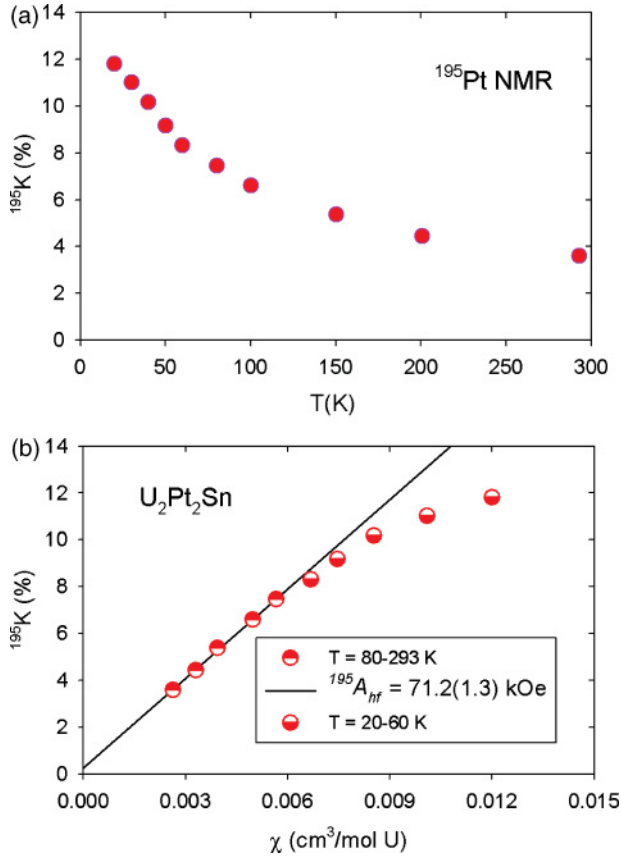 (a)
14
12
10
8
6
4
2
0
¹⁹⁵K (%)
¹⁹⁵Pt NMR
0 50 100 150 200 250 300
T(K)
(b)
14
12
10
8
6
4
2
0
¹⁹⁵K (%)
U₂Pt₂Sn
T = 80-293 K
¹⁹⁵A_hf = 71.2(1.3) kOe
T = 20-60 K
0.000 0.003 0.006 0.009 0.012 0.015
χ (cm³/mol U)